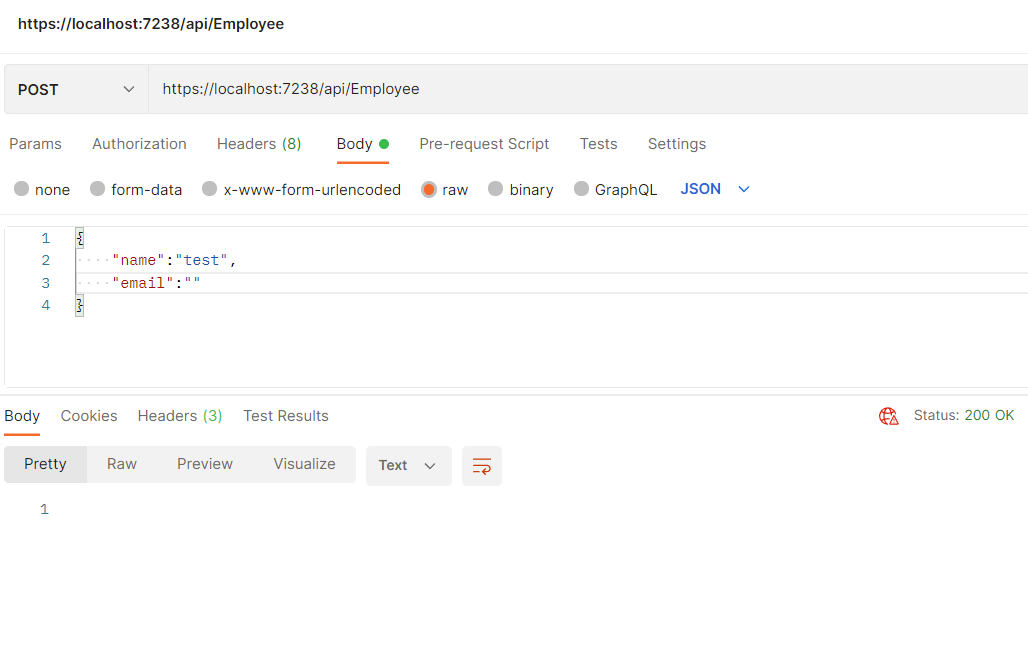 https://localhost:7238/api/Employee
POST https://localhost:7238/api/Employee
Params Authorization Headers (8) Body Pre-request Script Tests Settings
none form-data x-www-form-urlencoded raw binary GraphQL JSON
1 {
2 ····"name":"test",
3 ····"email":""
4 }
Body Cookies Headers (3) Test Results Status: 200 OK
Pretty Raw Preview Visualize Text
1